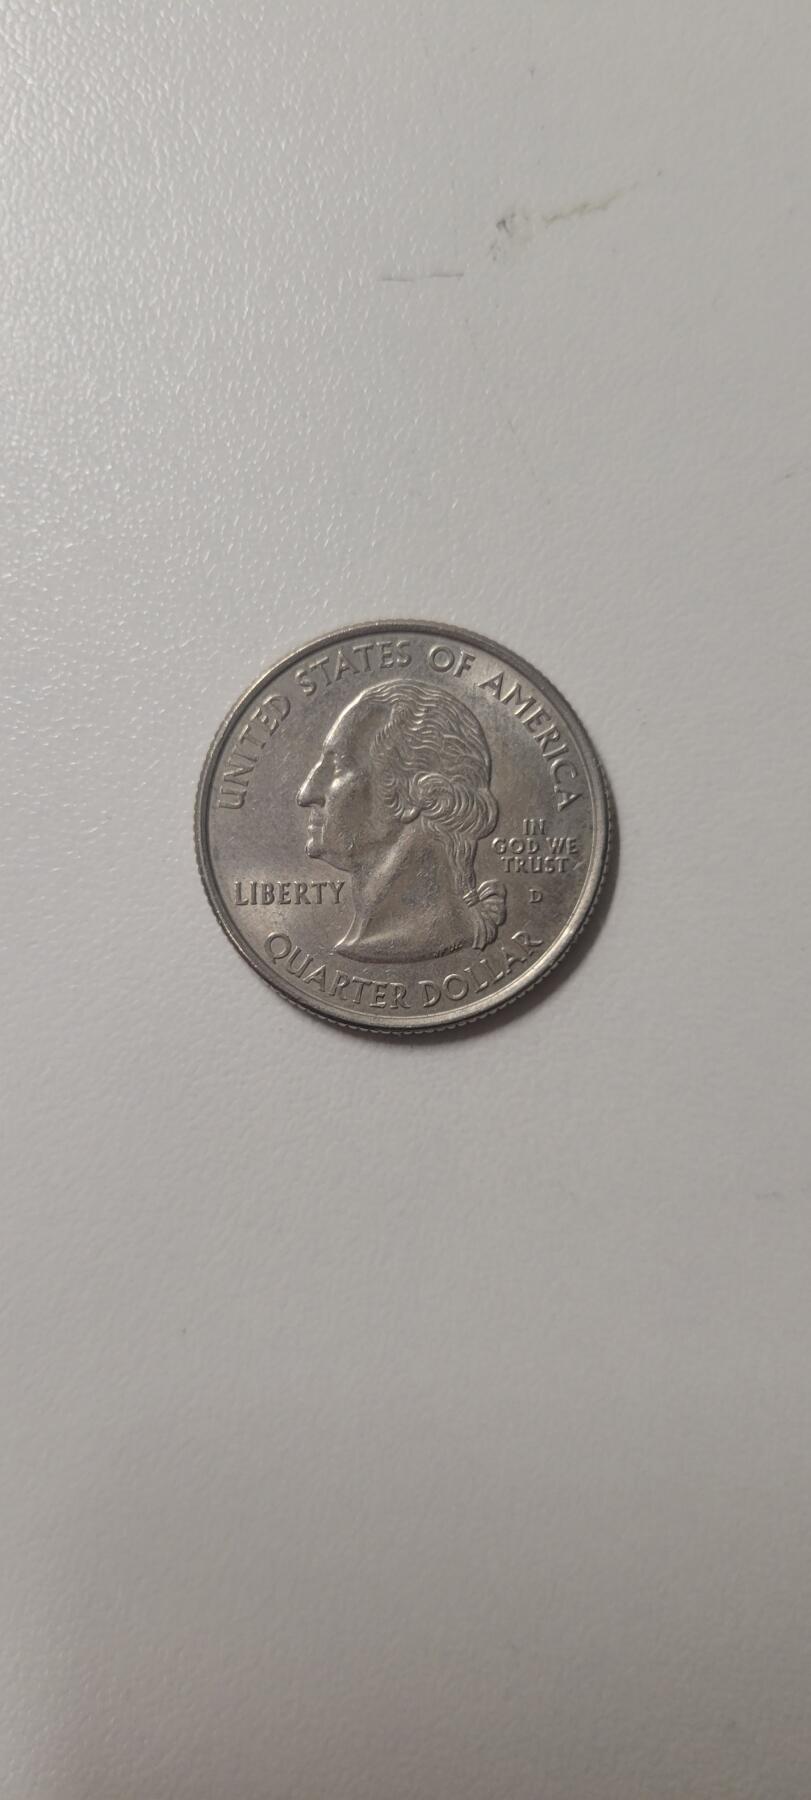 UNITED STATES OF AMERICA
IN
GOD WE
TRUST
LIBERTY
D
QUARTER DOLLAR